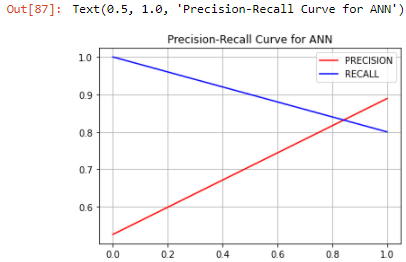 Out[87]: Text(0.5, 1.0, 'Precision-Recall Curve for ANN')
Precision-Recall Curve for ANN
PRECISION
RECALL
1.0
0.9
0.8
0.7
0.6
0.0 0.2 0.4 0.6 0.8 1.0